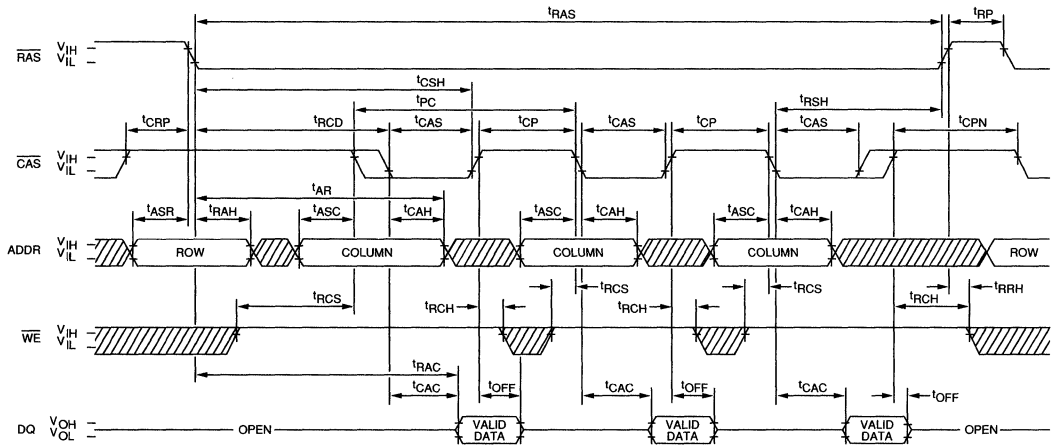 tRAS
tRP
RAS VIH
VIL
tCSH
tPC
tRSH
tCRP
tRCD
tCAS
tCP
tCAS
tCP
tCAS
tCPN
CAS VIH
VIL
tAR
tASR
tRAH
tASC
tCAH
tASC
tCAH
tASC
tCAH
ADDR VIH
VIL
ROW
COLUMN
COLUMN
COLUMN
ROW
tRCS
tRCH
tRCS
tRCH
tRCS
tRCH
tRRH
WE VIH
VIL
tRAC
tCAC
tOFF
tCAC
tOFF
tCAC
tOFF
DQ VOH
VOL
OPEN
VALID
DATA
VALID
DATA
VALID
DATA
OPEN